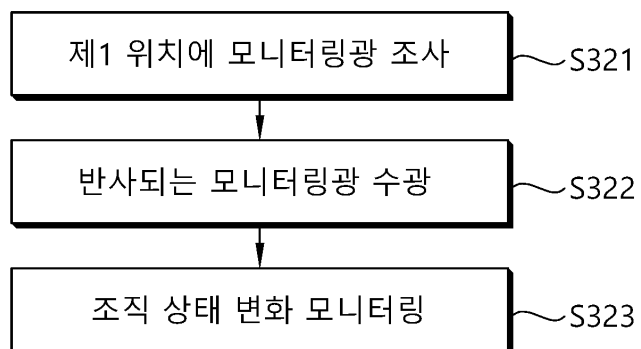 제1 위치에 모니터링광 조사
S321
반사되는 모니터링광 수광
S322
조직 상태 변화 모니터링
S323